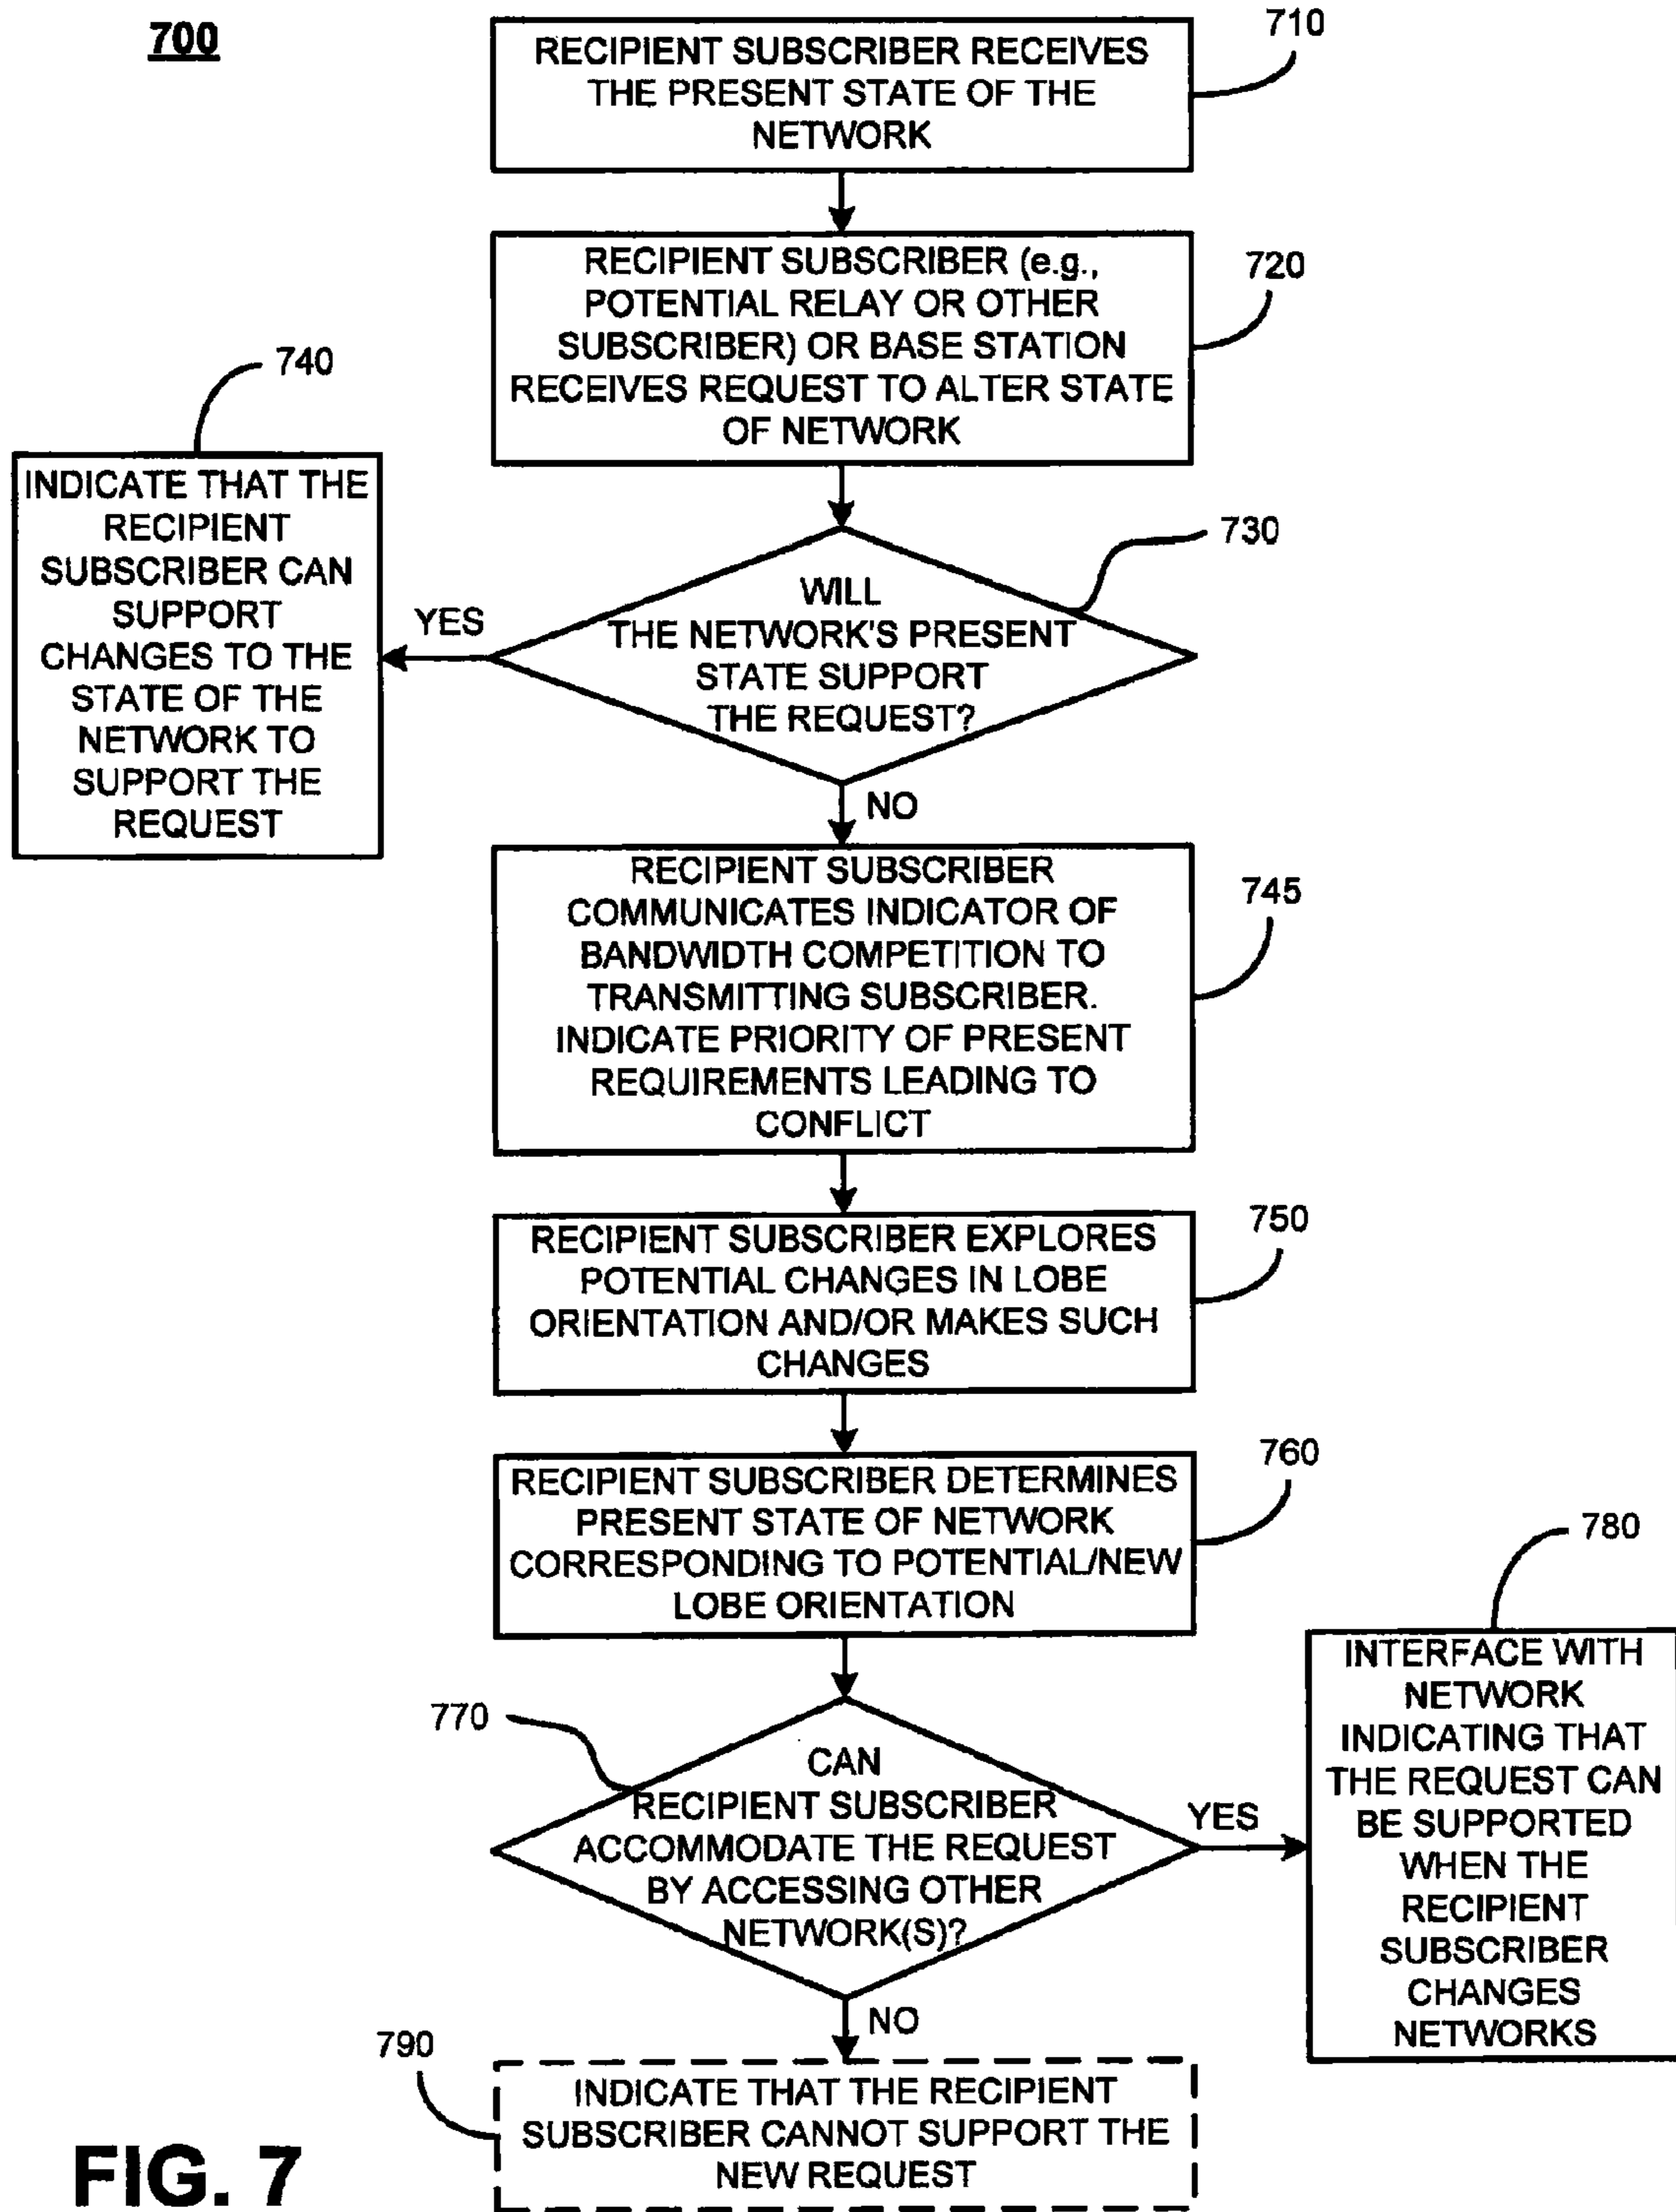 700
710
RECIPIENT SUBSCRIBER RECEIVES
THE PRESENT STATE OF THE
NETWORK
720
RECIPIENT SUBSCRIBER (e.g.,
POTENTIAL RELAY OR OTHER
SUBSCRIBER) OR BASE STATION
RECEIVES REQUEST TO ALTER STATE
OF NETWORK
740
INDICATE THAT THE
RECIPIENT
SUBSCRIBER CAN
SUPPORT
CHANGES TO THE
STATE OF THE
NETWORK TO
SUPPORT THE
REQUEST
730
WILL
THE NETWORK'S PRESENT
STATE SUPPORT
THE REQUEST?
YES
NO
745
RECIPIENT SUBSCRIBER
COMMUNICATES INDICATOR OF
BANDWIDTH COMPETITION TO
TRANSMITTING SUBSCRIBER.
INDICATE PRIORITY OF PRESENT
REQUIREMENTS LEADING TO
CONFLICT
750
RECIPIENT SUBSCRIBER EXPLORES
POTENTIAL CHANGES IN LOBE
ORIENTATION AND/OR MAKES SUCH
CHANGES
760
RECIPIENT SUBSCRIBER DETERMINES
PRESENT STATE OF NETWORK
CORRESPONDING TO POTENTIAL/NEW
LOBE ORIENTATION
770
CAN
RECIPIENT SUBSCRIBER
ACCOMMODATE THE REQUEST
BY ACCESSING OTHER
NETWORK(S)?
YES
780
INTERFACE WITH
NETWORK
INDICATING THAT
THE REQUEST CAN
BE SUPPORTED
WHEN THE
RECIPIENT
SUBSCRIBER
CHANGES
NETWORKS
NO
790
INDICATE THAT THE RECIPIENT
SUBSCRIBER CANNOT SUPPORT THE
NEW REQUEST
FIG. 7